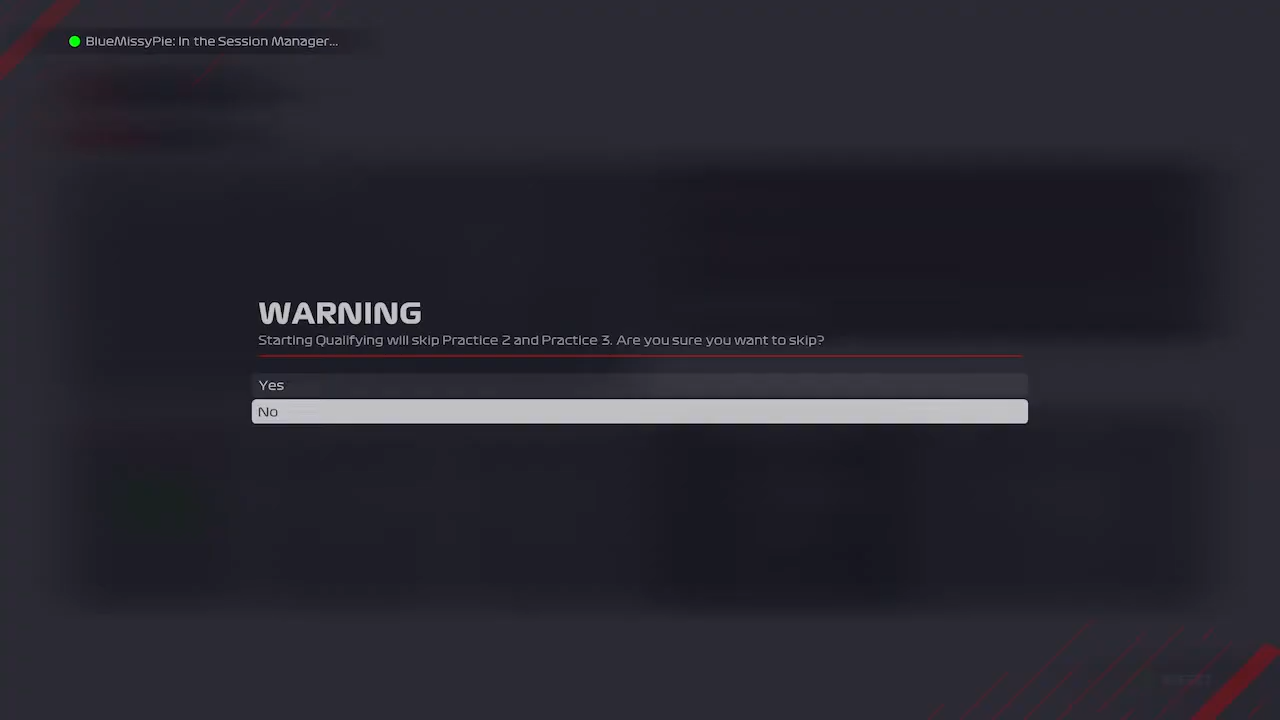 BlueMissyPie: In the Session Manager...
WARNING
Starting Qualifying will skip Practice 2 and Practice 3. Are you sure you want to skip?
Yes
No